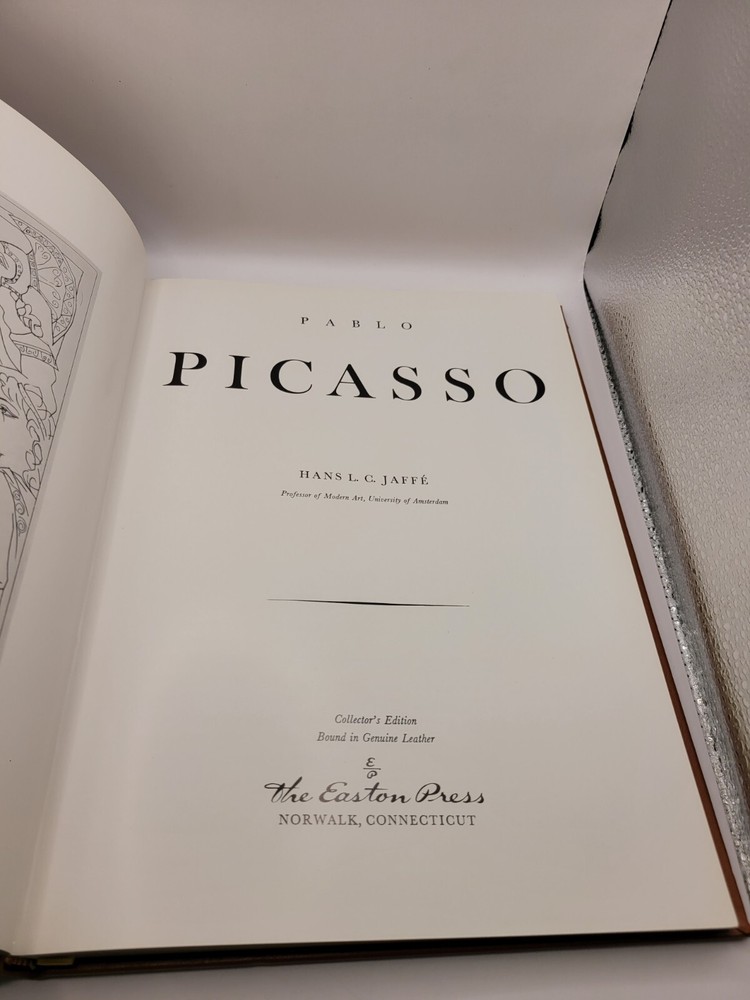 PABLO
PICASSO
HANS L. C. JAFFÉ
Professor of Modern Art, University of Amsterdam
Collector's Edition
Bound in Genuine Leather
E
P
The Easton Press
NORWALK, CONNECTICUT